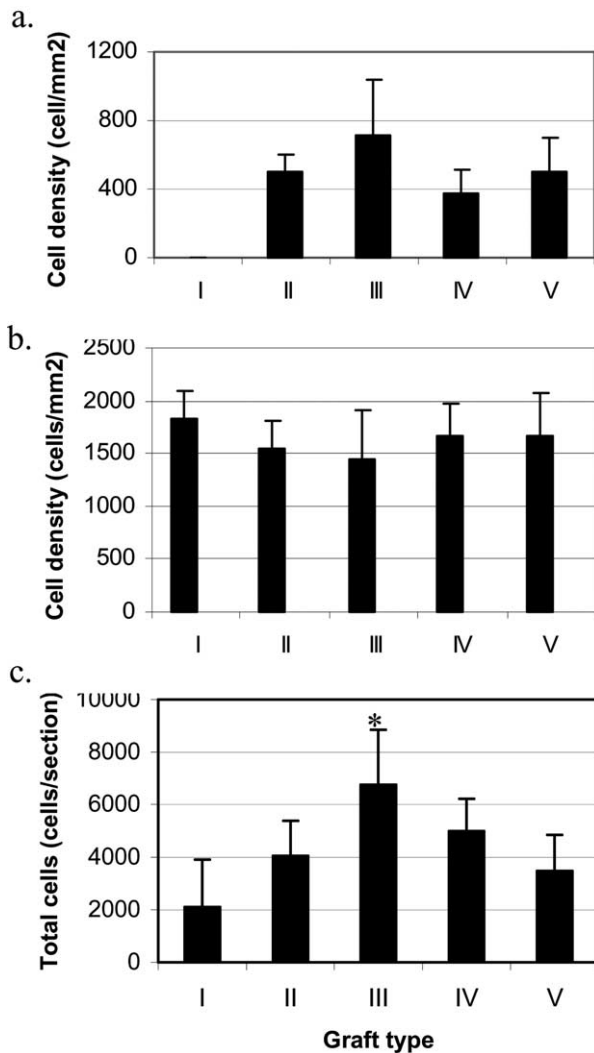 a.
Cell density (cell/mm2)
1200
800
400
0
I II III IV V
b.
Cell density (cells/mm2)
2500
2000
1500
1000
500
0
I II III IV V
c.
Total cells (cells/section)
10000
8000
6000
4000
2000
0
*
I II III IV V
Graft type